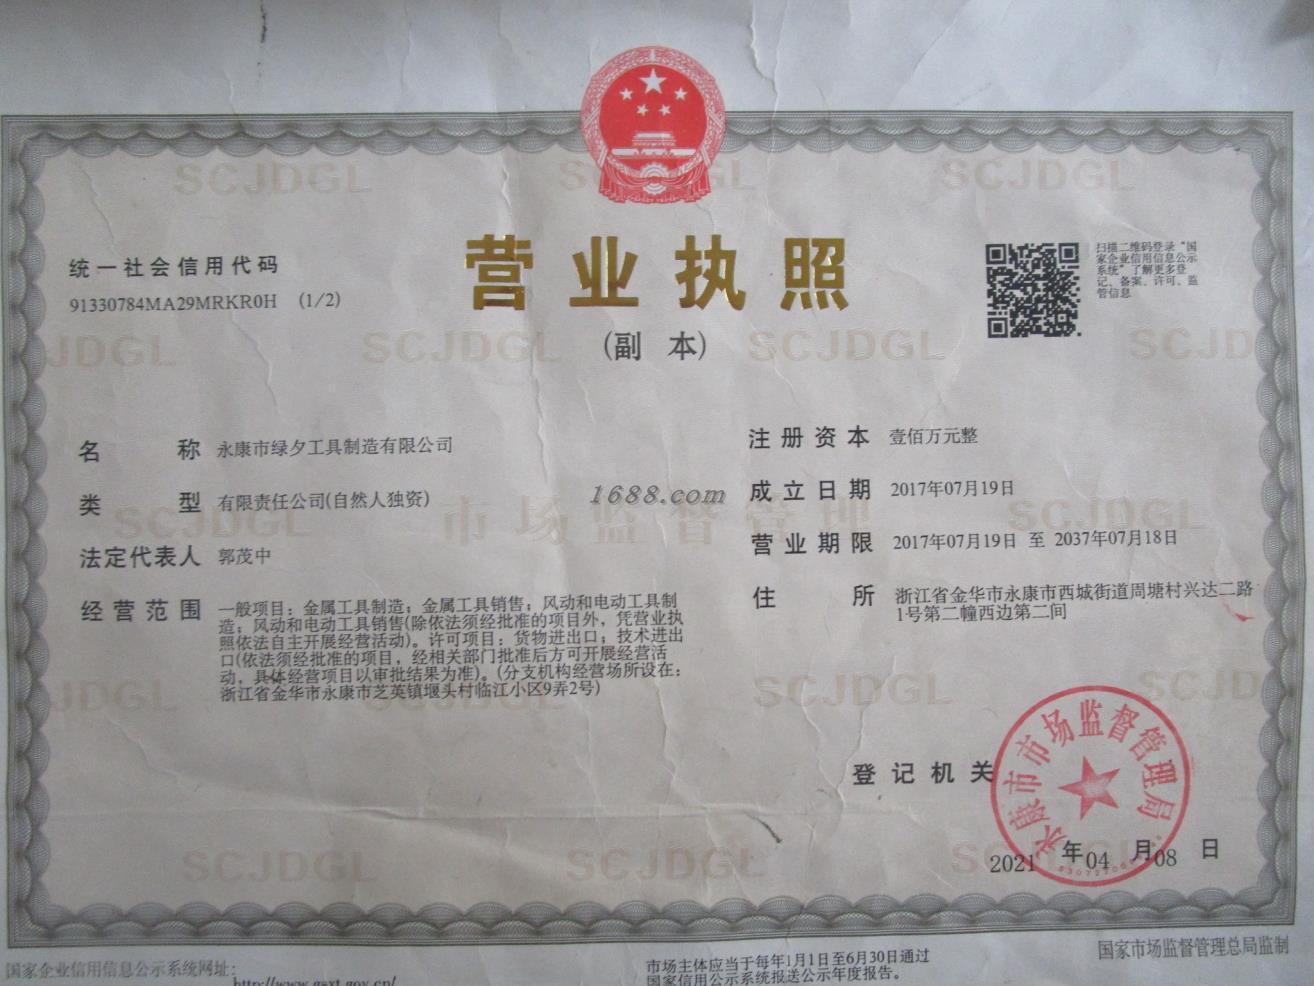 统一社会信用代码
91330784MA29MRKR0H (1/2)
营业执照
(副 本)
扫描二维码登录“国
家企业信用信息公示
系统”了解更多登
记、备案、许可、监
管信息
名 称 永康市绿夕工具制造有限公司
类 型 有限责任公司(自然人独资)
法定代表人 郭茂中
经营范围 一般项目：金属工具制造；金属工具销售；风动和电动工具制
造；风动和电动工具销售(除依法须经批准的项目外，凭营业执
照依法自主开展经营活动)。许可项目：货物进出口；技术进出
口(依法须经批准的项目，经相关部门批准后方可开展经营活
动，具体经营项目以审批结果为准)。(分支机构经营场所设在：
浙江省金华市永康市芝英镇堰头村临江小区9弄2号)
1688.com
注册资本 壹佰万元整
成立日期 2017年07月19日
营业期限 2017年07月19日 至 2037年07月18日
住 所 浙江省金华市永康市西城街道周塘村兴达二路
1号第二幢西边第二间
登记机关
永康市市场监督管理局
2021 年 04 月 08 日
SCJDGL
市场监督管理
国家企业信用信息公示系统网址：
http://www.gsxt.gov.cn/
市场主体应当于每年1月1日至6月30日通过
国家信用公示系统报送公示年度报告。
国家市场监督管理总局监制